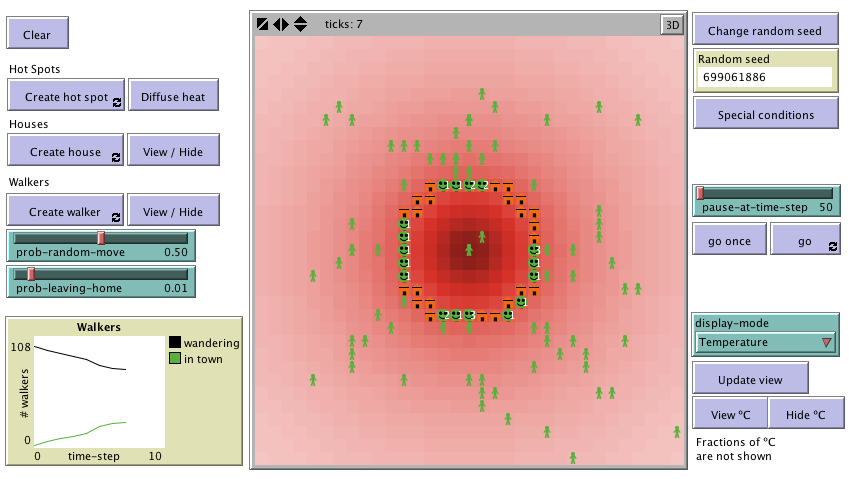 Clear
Hot Spots
Create hot spot
Diffuse heat
Houses
Create house
View / Hide
Walkers
Create walker
View / Hide
prob-random-move 0.50
prob-leaving-home 0.01
Walkers
108
# walkers
0
0
time-step
10
wandering
in town
ticks: 7
3D
Change random seed
Random seed
699061886
Special conditions
pause-at-time-step 50
go once
go
display-mode
Temperature
Update view
View ºC
Hide ºC
Fractions of ºC
are not shown